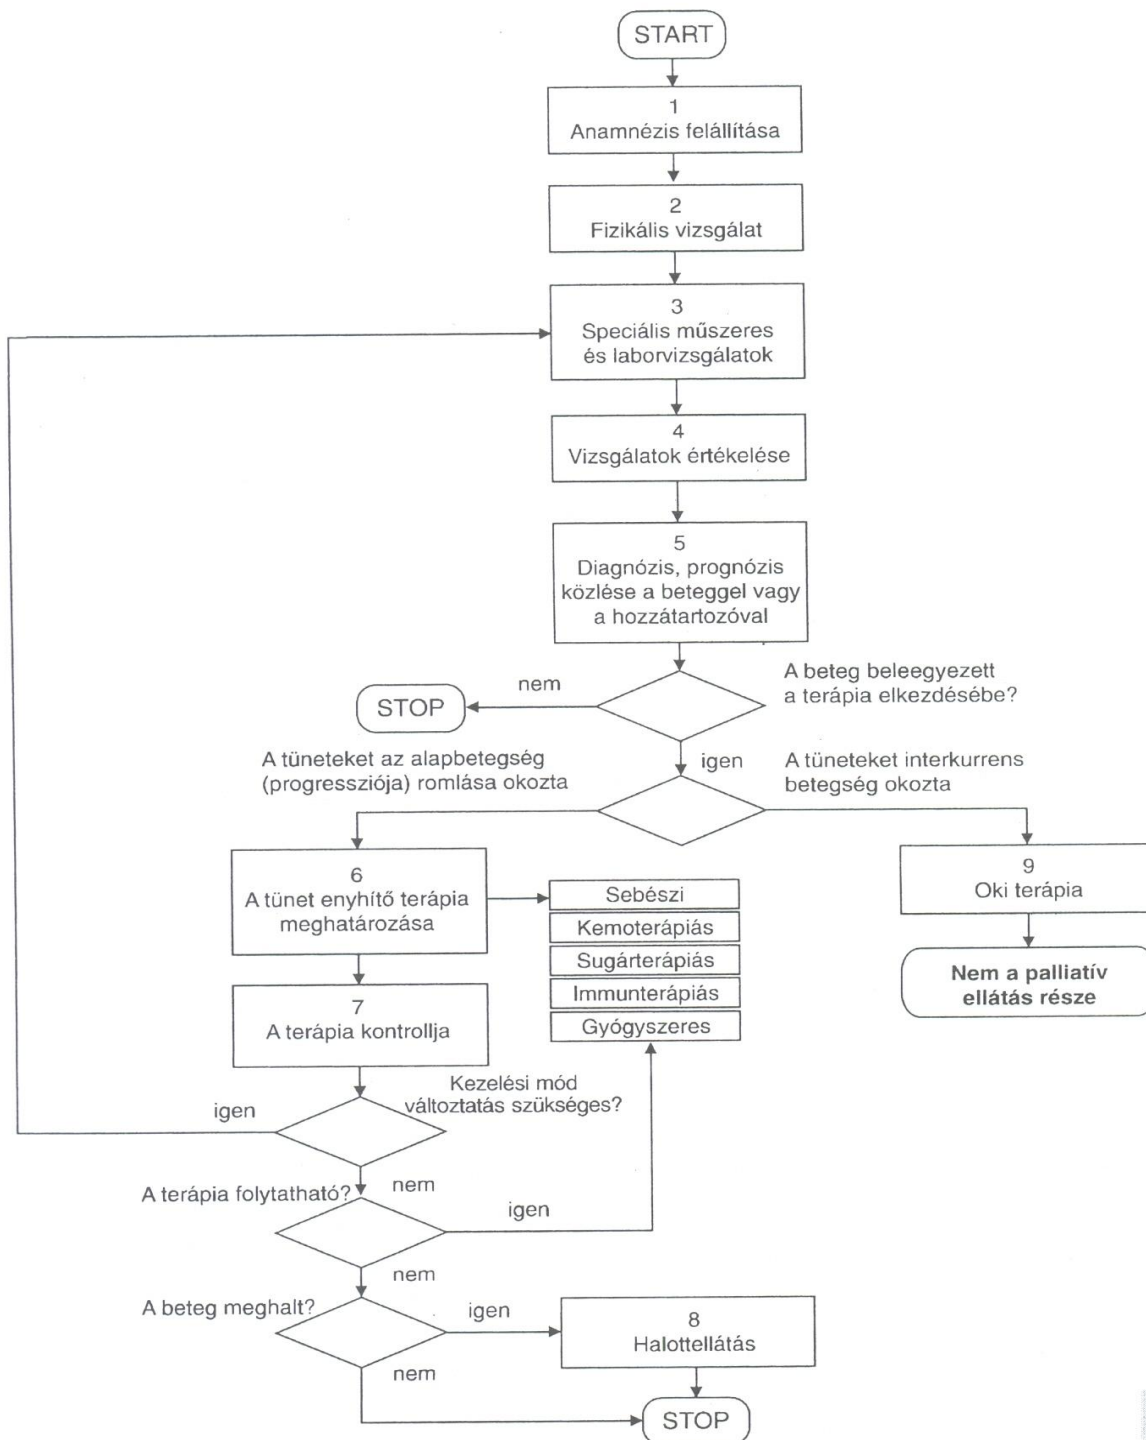 START
1
Anamnézis felállítása
2
Fizikális vizsgálat
3
Speciális műszeres
és laborvizsgálatok
4
Vizsgálatok értékelése
5
Diagnózis, prognózis
közlése a beteggel vagy
a hozzátartozóval
A beteg beleegyezett
a terápia elkezdésébe?
nem
STOP
igen
A tüneteket az alapbetegség
(progressziója) romlása okozta
A tüneteket interkurrens
betegség okozta
6
A tünet enyhítő terápia
meghatározása
Sebészi
Kemoterápiás
Sugárterápiás
Immunterápiás
Gyógyszeres
9
Oki terápia
Nem a palliatív
ellátás része
7
A terápia kontrollja
Kezelési mód
változtatás szükséges?
igen
nem
A terápia folytatható?
igen
nem
A beteg meghalt?
igen
8
Halottellátás
nem
STOP